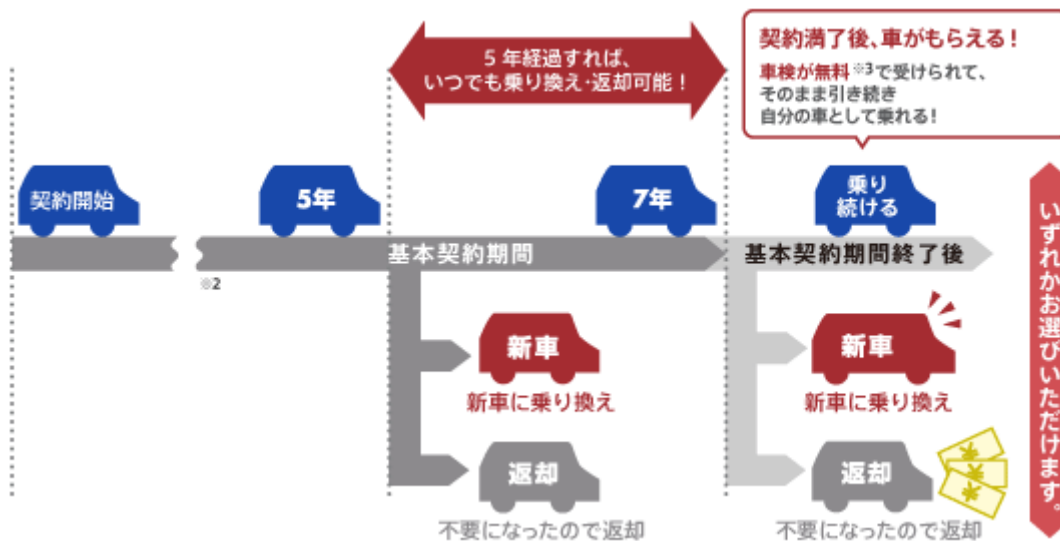 5年経過すれば、
いつでも乗り換え・返却可能！
契約満了後、車がもらえる！
車検が無料※3で受けられて、
そのまま引き続き
自分の車として乗れる！
契約開始
5年
7年
乗り
続ける
基本契約期間
基本契約期間終了後
※2
新車
新車に乗り換え
返却
不要になったので返却
新車
新車に乗り換え
返却
不要になったので返却
いずれかお選びいただけます。